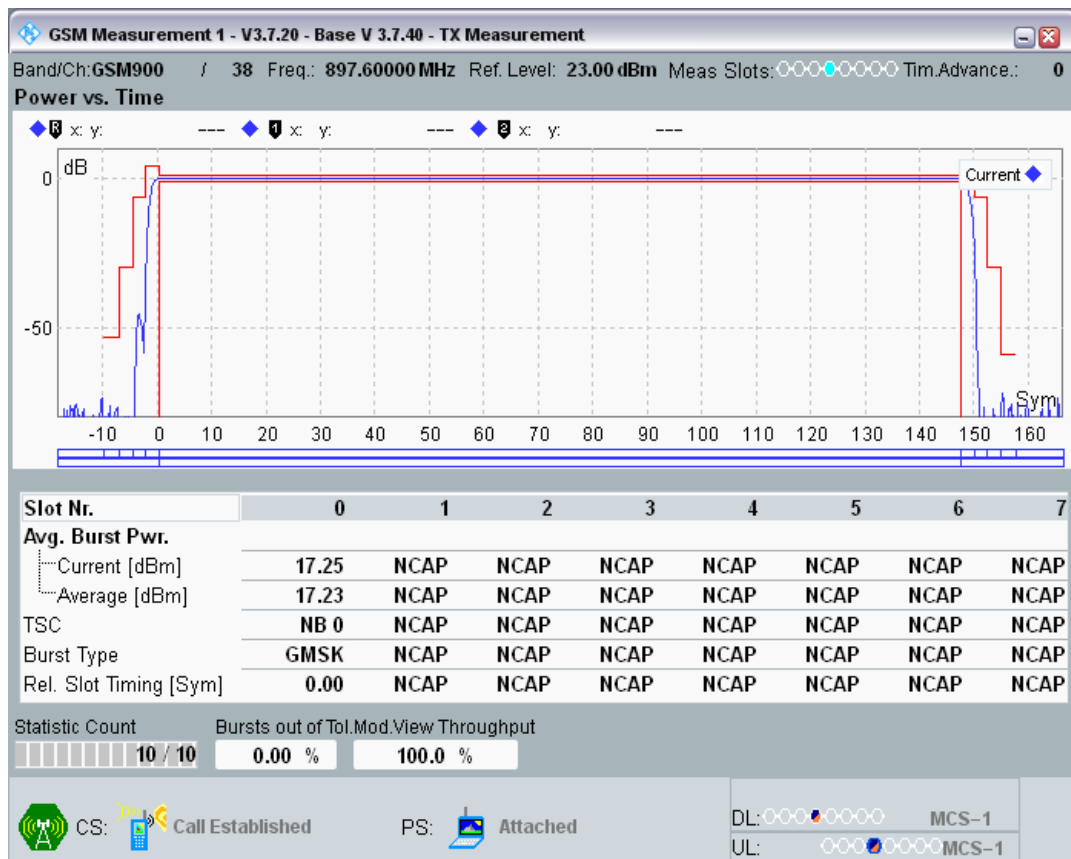 GSM Measurement 1 - V3.7.20 - Base V 3.7.40 - TX Measurement
Band/Ch:GSM900 / 38 Freq.: 897.60000 MHz Ref. Level: 23.00 dBm Meas Slots: Tim.Advance.: 0
Power vs. Time
R x: y: --- 1 x: y: --- 2 x: y: ---
dB
Current
0
-50
Sym
-10 0 10 20 30 40 50 60 70 80 90 100 110 120 130 140 150 160
Slot Nr. 0 1 2 3 4 5 6 7
Avg. Burst Pwr.
Current [dBm] 17.25 NCAP NCAP NCAP NCAP NCAP NCAP NCAP
Average [dBm] 17.23 NCAP NCAP NCAP NCAP NCAP NCAP NCAP
TSC NB 0 NCAP NCAP NCAP NCAP NCAP NCAP NCAP
Burst Type GMSK NCAP NCAP NCAP NCAP NCAP NCAP NCAP
Rel. Slot Timing [Sym] 0.00 NCAP NCAP NCAP NCAP NCAP NCAP NCAP
Statistic Count Bursts out of Tol.Mod.View Throughput
10 / 10 0.00 % 100.0 %
CS: Call Established PS: Attached DL: MCS-1
UL: MCS-1